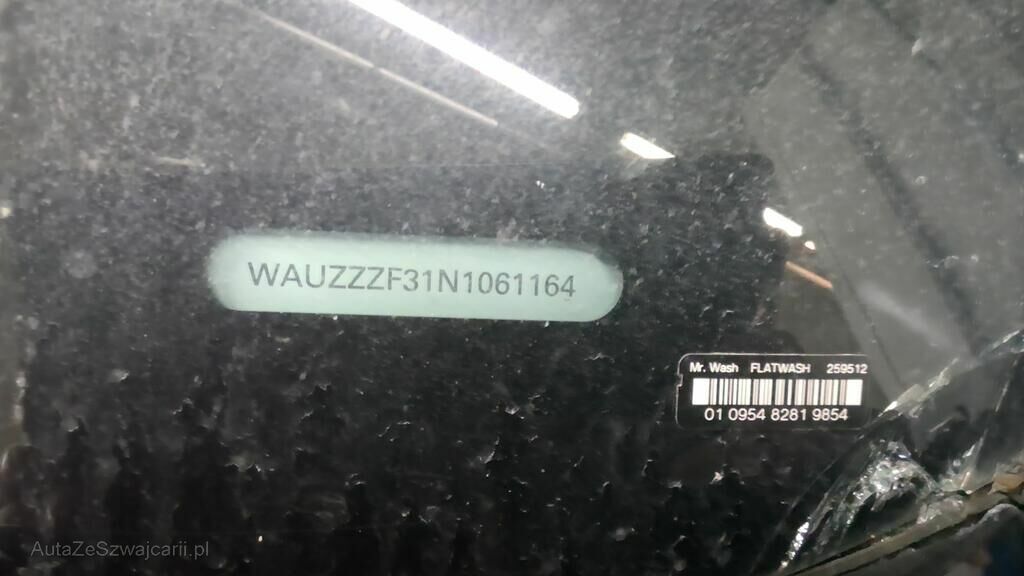 WAUZZZF31N1061164
Mr. Wash FLATWASH 259512
01 0954 8281 9854
AutaZeSzwajcarii.pl